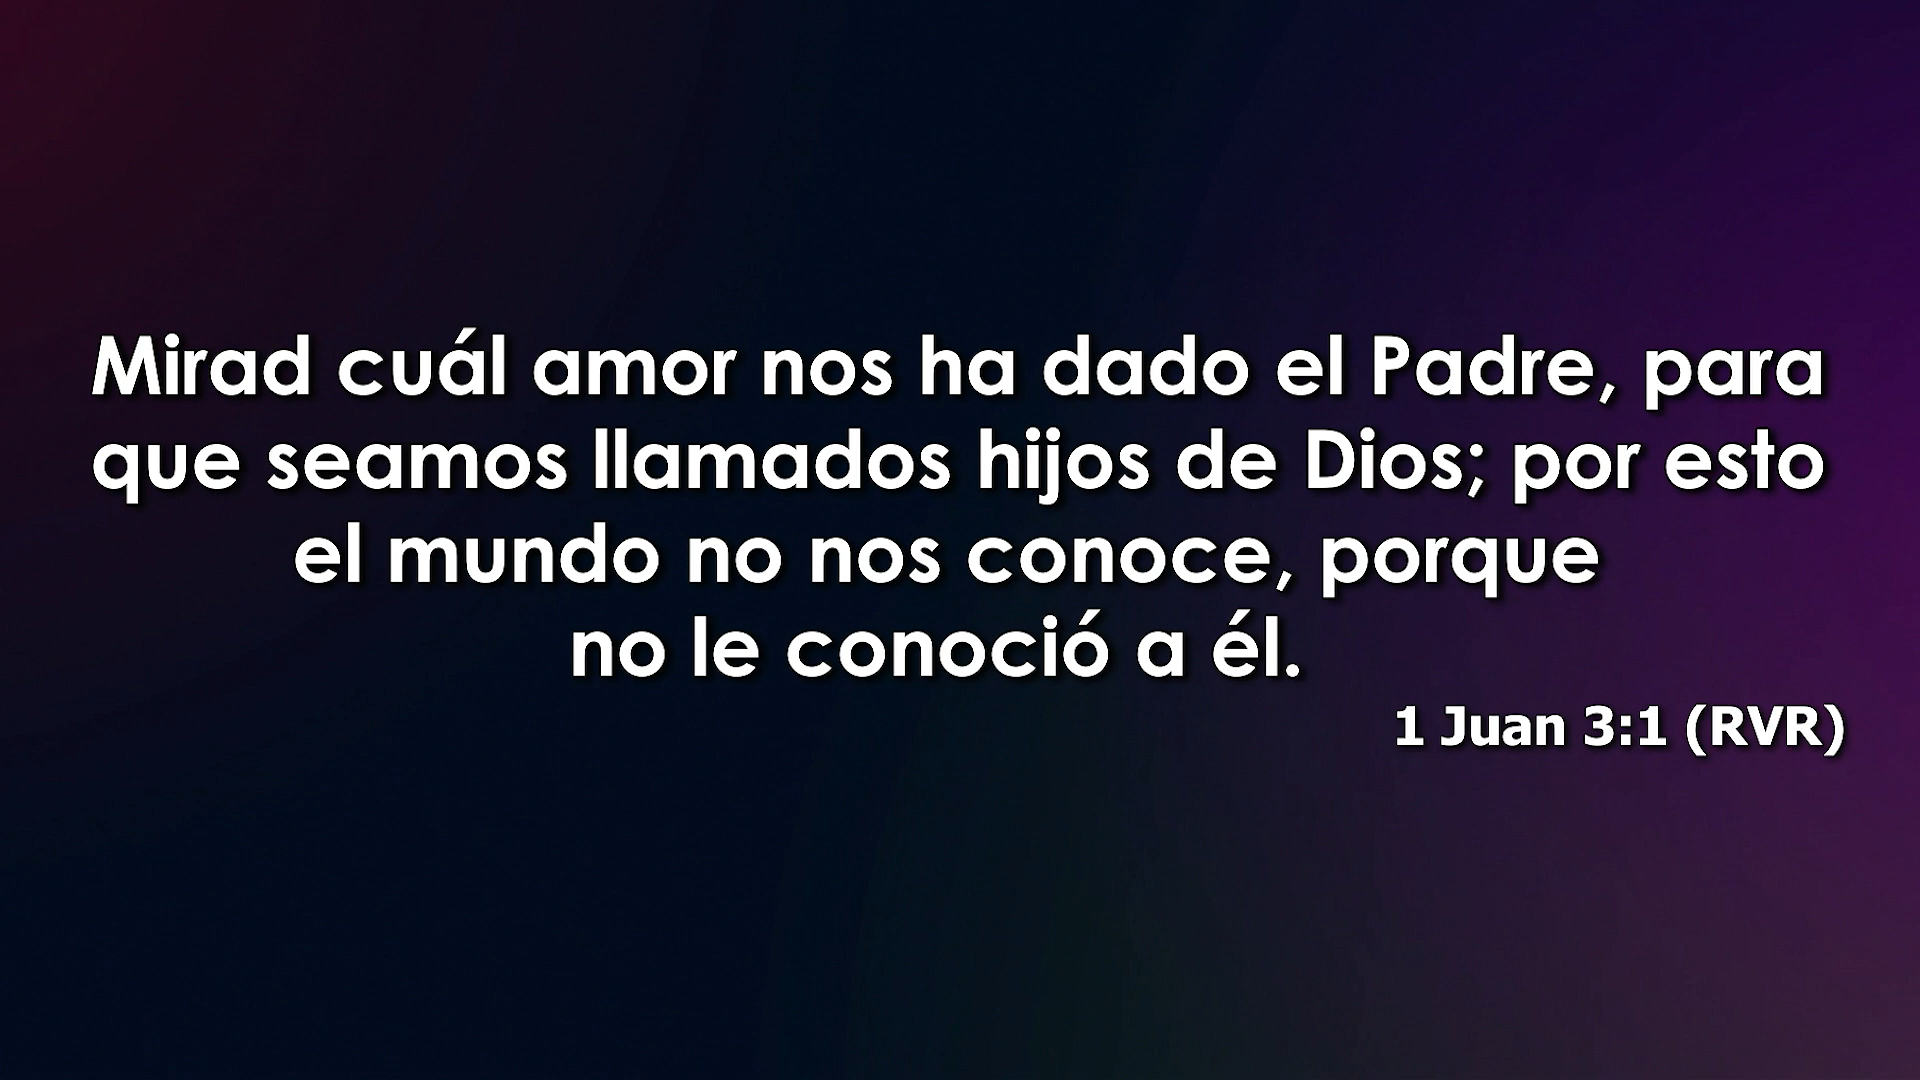 Mirad cuál amor nos ha dado el Padre, para
que seamos llamados hijos de Dios; por esto
el mundo no nos conoce, porque
no le conoció a él.
1 Juan 3:1 (RVR)